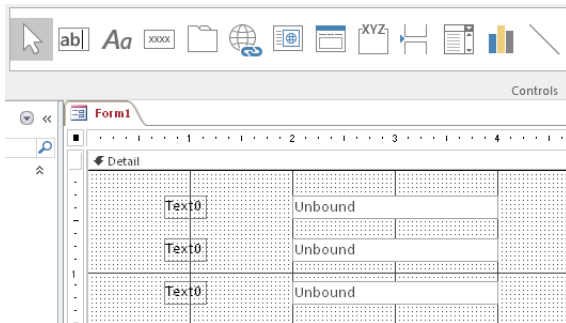 ab Aa XXXX XYZ
Controls
Form1
1 2 3 4
Detail
Text0 Unbound
Text0 Unbound
1
Text0 Unbound